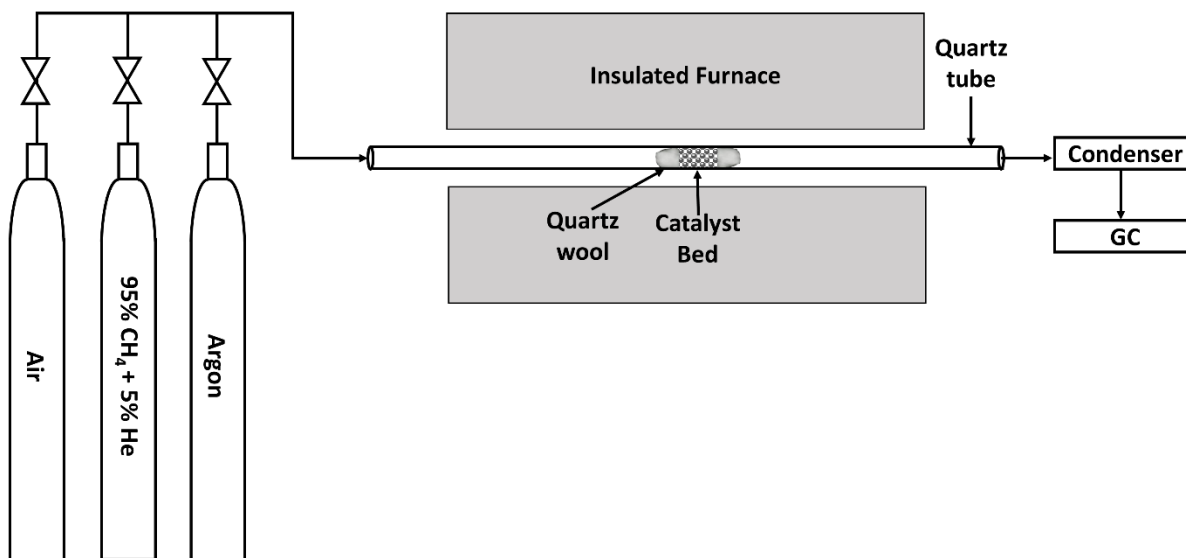 Insulated Furnace
Quartz
tube
Condenser
GC
Quartz
wool
Catalyst
Bed
Air
95% CH₄ + 5% He
Argon